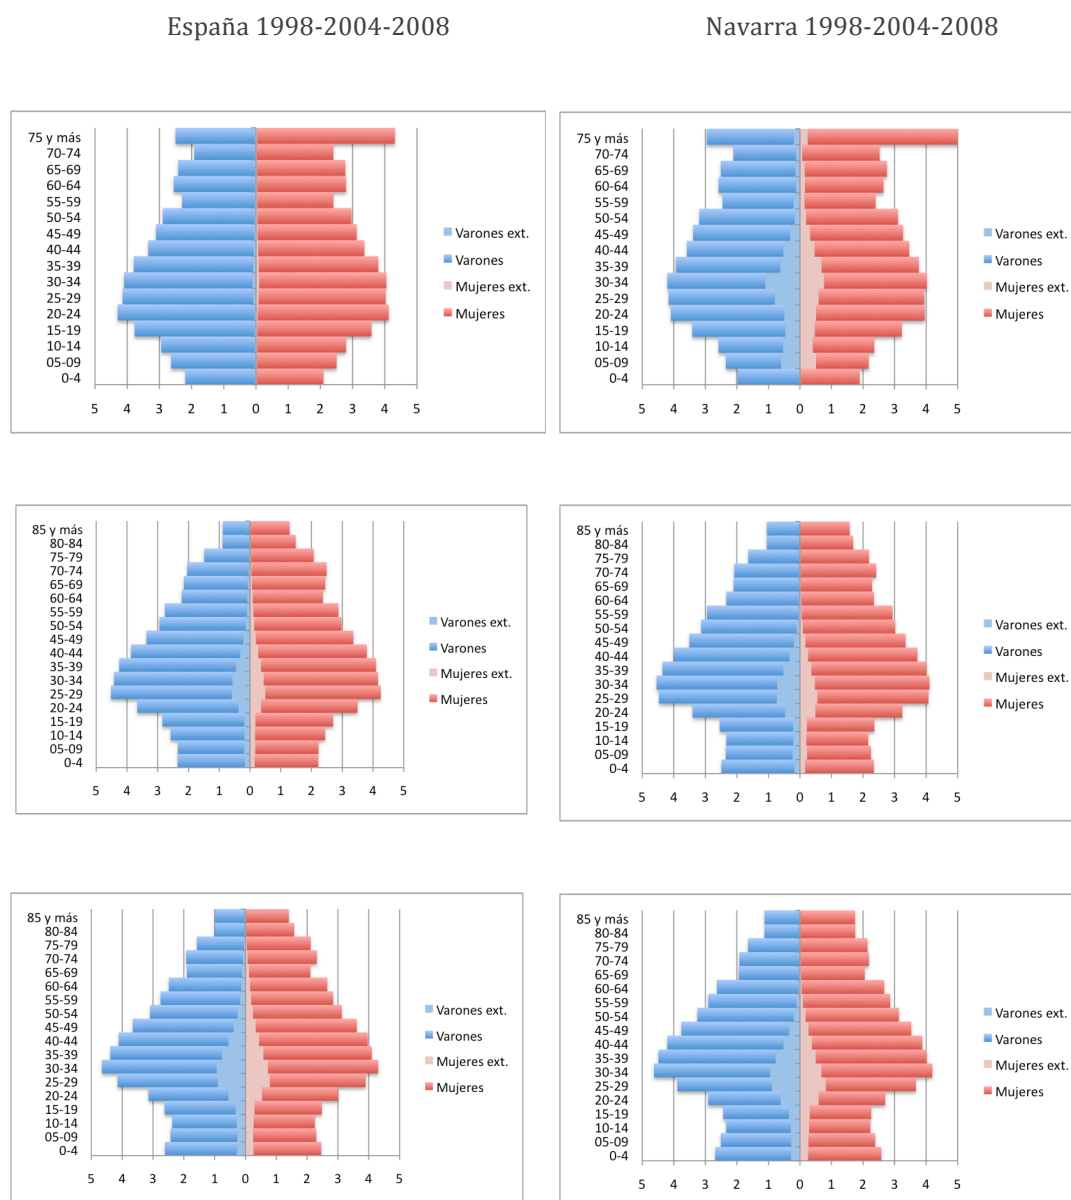 España 1998-2004-2008
Navarra 1998-2004-2008
75 y más
70-74
65-69
60-64
55-59
50-54
45-49
40-44
35-39
30-34
25-29
20-24
15-19
10-14
05-09
0-4
5 4 3 2 1 0 1 2 3 4 5
Varones ext.
Varones
Mujeres ext.
Mujeres
75 y más
70-74
65-69
60-64
55-59
50-54
45-49
40-44
35-39
30-34
25-29
20-24
15-19
10-14
05-09
0-4
5 4 3 2 1 0 1 2 3 4 5
Varones ext.
Varones
Mujeres ext.
Mujeres
85 y más
80-84
75-79
70-74
65-69
60-64
55-59
50-54
45-49
40-44
35-39
30-34
25-29
20-24
15-19
10-14
05-09
0-4
5 4 3 2 1 0 1 2 3 4 5
Varones ext.
Varones
Mujeres ext.
Mujeres
85 y más
80-84
75-79
70-74
65-69
60-64
55-59
50-54
45-49
40-44
35-39
30-34
25-29
20-24
15-19
10-14
05-09
0-4
5 4 3 2 1 0 1 2 3 4 5
Varones ext.
Varones
Mujeres ext.
Mujeres
85 y más
80-84
75-79
70-74
65-69
60-64
55-59
50-54
45-49
40-44
35-39
30-34
25-29
20-24
15-19
10-14
05-09
0-4
5 4 3 2 1 0 1 2 3 4 5
Varones ext.
Varones
Mujeres ext.
Mujeres
85 y más
80-84
75-79
70-74
65-69
60-64
55-59
50-54
45-49
40-44
35-39
30-34
25-29
20-24
15-19
10-14
05-09
0-4
5 4 3 2 1 0 1 2 3 4 5
Varones ext.
Varones
Mujeres ext.
Mujeres